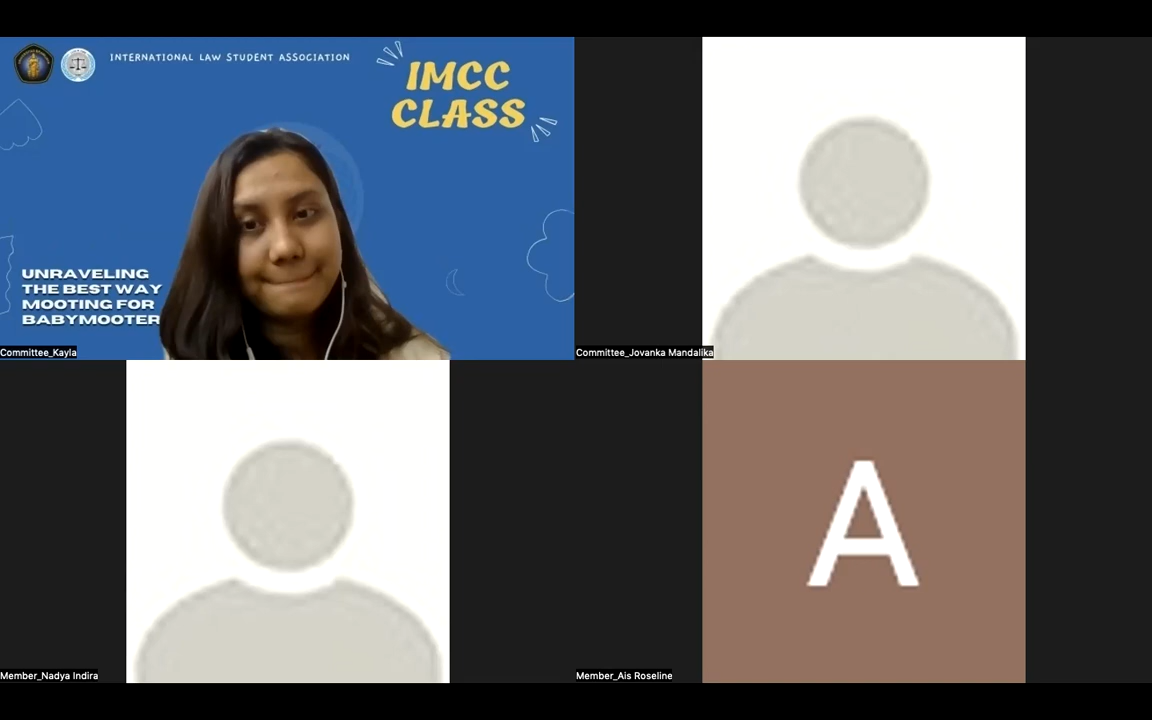 INTERNATIONAL LAW STUDENT ASSOCIATION
IMCC
CLASS
UNRAVELING
THE BEST WAY
MOOTING FOR
BABYMOOTER
Committee_Kayla
Committee_Jovanka Mandalika
A
Member_Nadya Indira
Member_Ais Roseline